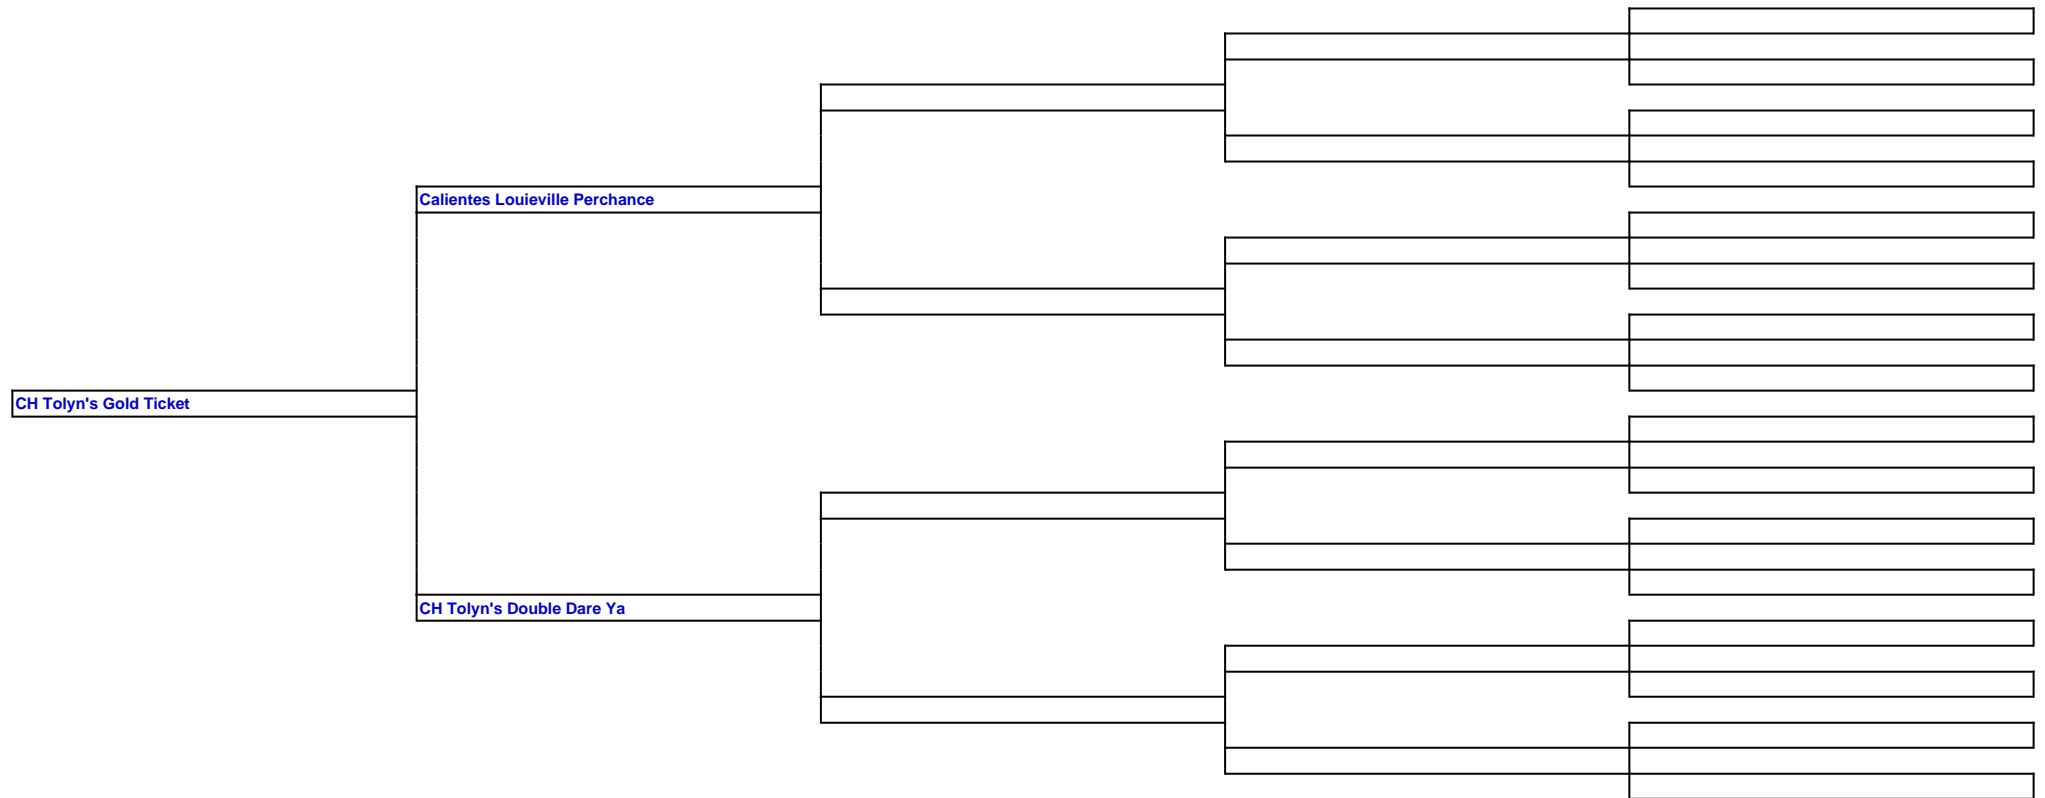 Calientes Louieville Perchance
CH Tolyn's Gold Ticket
CH Tolyn's Double Dare Ya